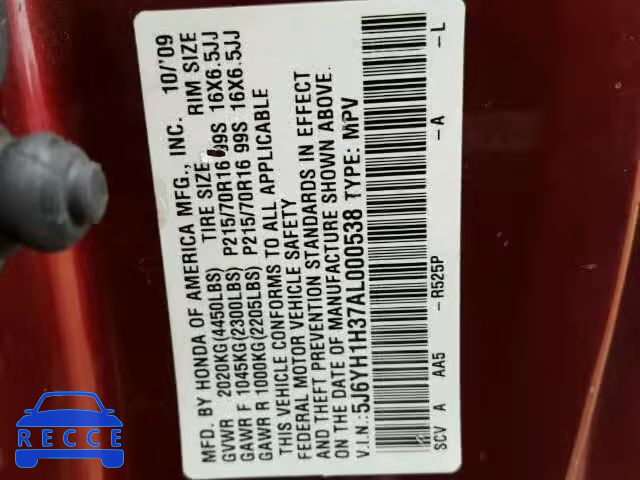 MFD. BY HONDA OF AMERICA MFG., INC. 10/'09
GVWR 2020KG(4450LBS) TIRE SIZE RIM SIZE
GAWR F 1045KG(2300LBS) P215/70R16 99S 16X6.5JJ
GAWR R 1000KG(2205LBS) P215/70R16 99S 16X6.5JJ
THIS VEHICLE CONFORMS TO ALL APPLICABLE
FEDERAL MOTOR VEHICLE SAFETY
AND THEFT PREVENTION STANDARDS IN EFFECT
ON THE DATE OF MANUFACTURE SHOWN ABOVE.
V.I.N.: 5J6YH1H37AL000538 TYPE: MPV
SCV A AA5 -R525P -A -L
RECCE